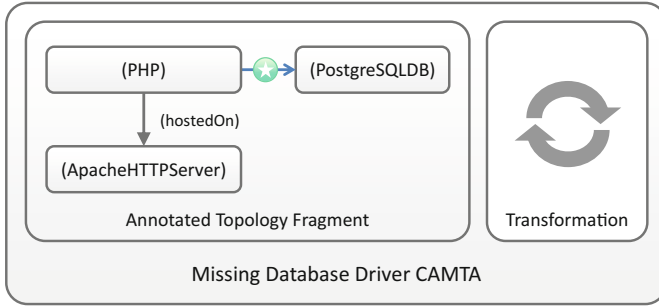 (PHP)
(PostgreSQLDB)
(hostedOn)
(ApacheHTTPServer)
Annotated Topology Fragment
Transformation
Missing Database Driver CAMTA